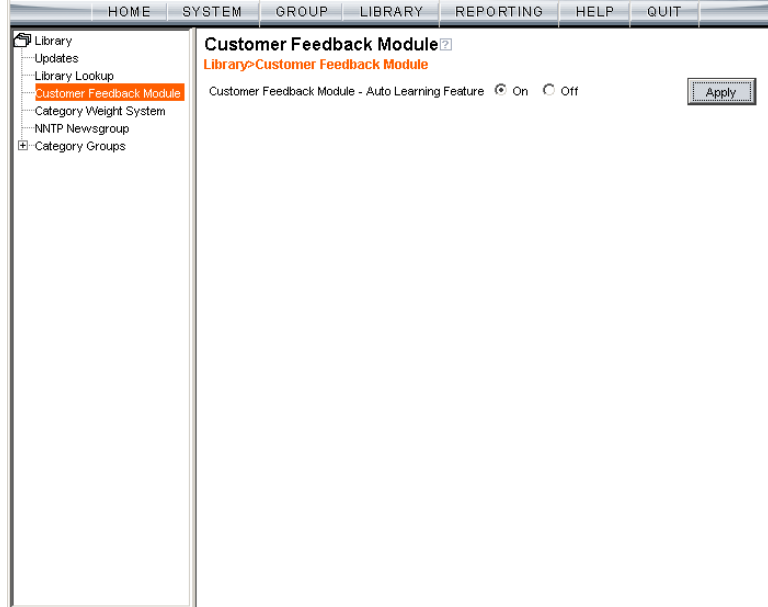 HOME SYSTEM GROUP LIBRARY REPORTING HELP QUIT
Library
Updates
Library Lookup
Customer Feedback Module
Category Weight System
NNTP Newsgroup
Category Groups
Customer Feedback Module ?
Library>Customer Feedback Module
Customer Feedback Module - Auto Learning Feature On Off Apply